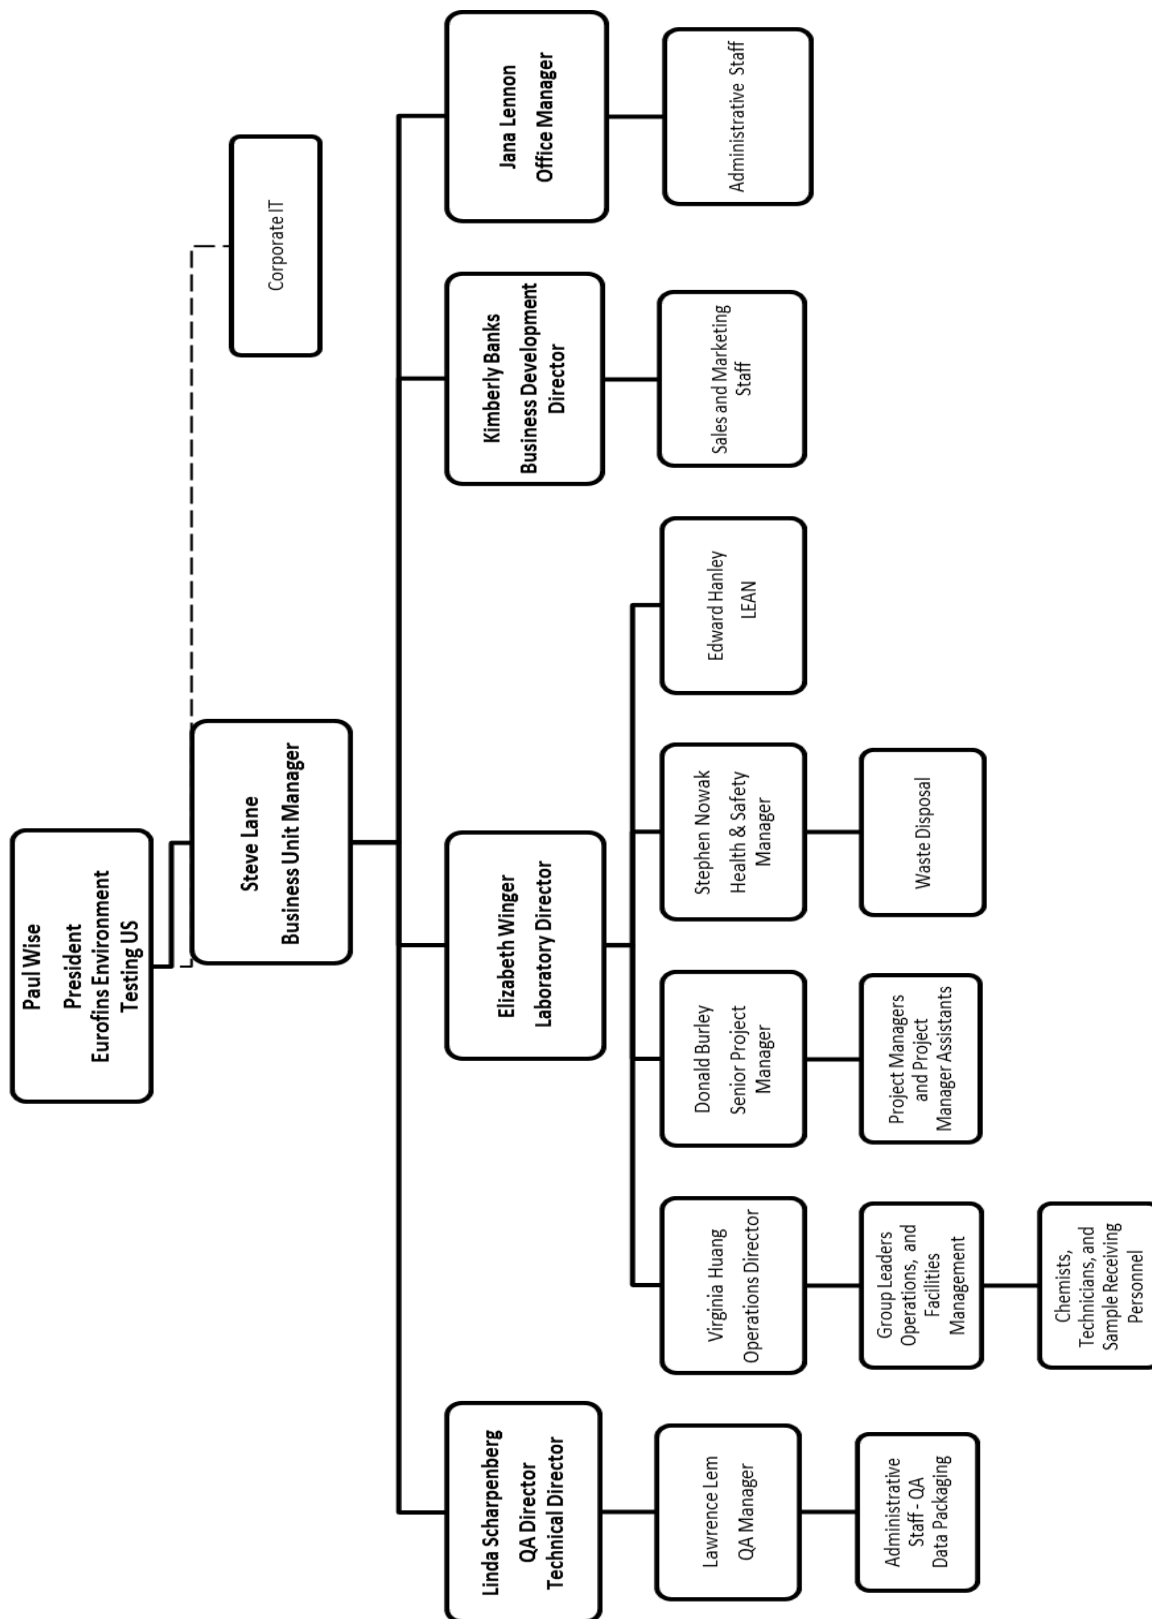 Paul Wise
President
Eurofins Environment
Testing US
Steve Lane
Business Unit Manager
Corporate IT
Linda Scharpenberg
QA Director
Technical Director
Elizabeth Winger
Laboratory Director
Kimberly Banks
Business Development
Director
Jana Lennon
Office Manager
Lawrence Lem
QA Manager
Virginia Huang
Operations Director
Donald Burley
Senior Project
Manager
Stephen Nowak
Health & Safety
Manager
Edward Hanley
LEAN
Sales and Marketing
Staff
Administrative Staff
Administrative
Staff - QA
Data Packaging
Group Leaders
Operations, and
Facilities
Management
Project Managers
and Project
Manager Assistants
Waste Disposal
Chemists,
Technicians, and
Sample Receiving
Personnel